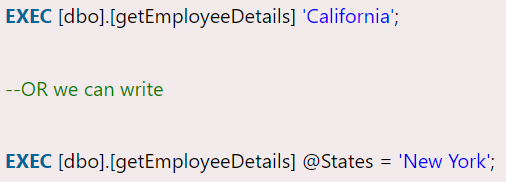 EXEC [dbo].[getEmployeeDetails] 'California';
--OR we can write
EXEC [dbo].[getEmployeeDetails] @States = 'New York';